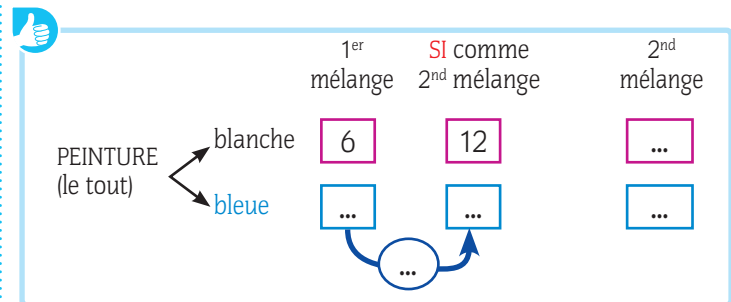 1er SI comme 2nd
mélange 2nd mélange mélange
blanche 6 12 ...
PEINTURE
(le tout)
bleue ... ... ...
...